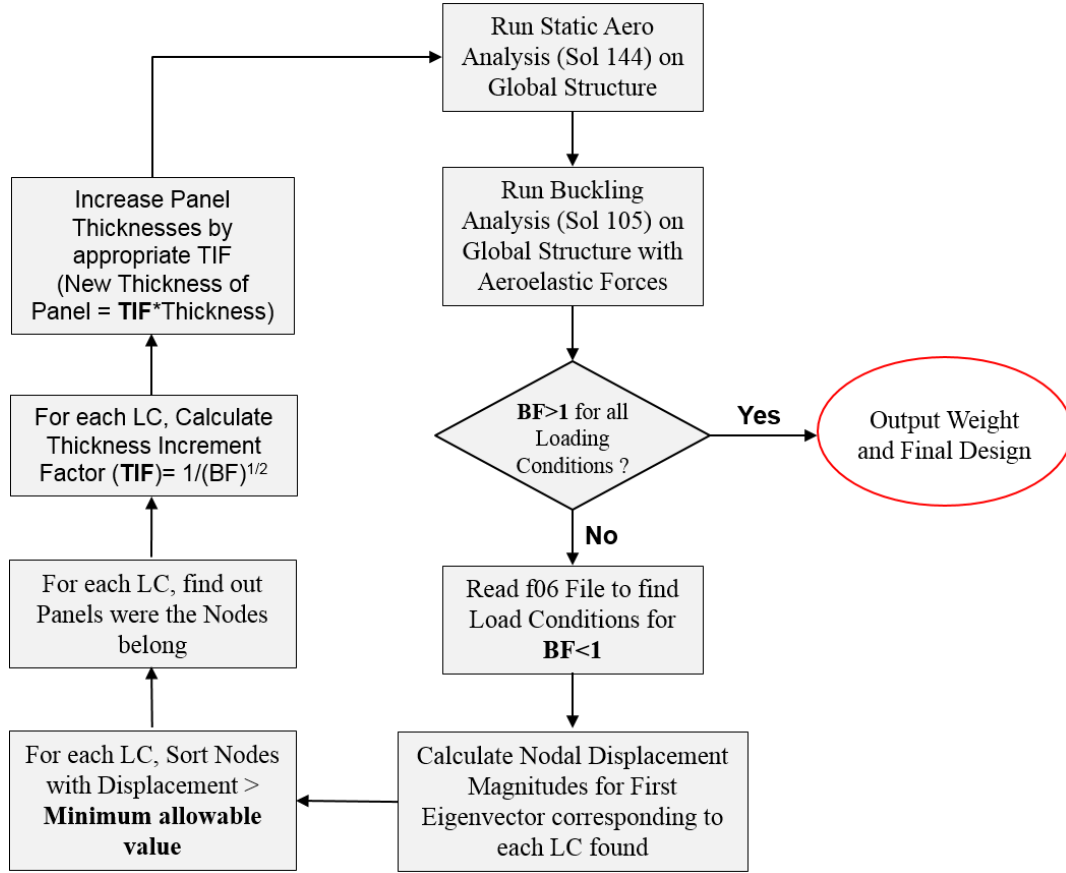 Run Static Aero
Analysis (Sol 144) on
Global Structure
Run Buckling
Analysis (Sol 105) on
Global Structure with
Aeroelastic Forces
BF>1 for all
Loading
Conditions ?
Yes
Output Weight
and Final Design
No
Read f06 File to find
Load Conditions for
BF<1
Calculate Nodal Displacement
Magnitudes for First
Eigenvector corresponding to
each LC found
For each LC, Sort Nodes
with Displacement >
Minimum allowable
value
For each LC, find out
Panels were the Nodes
belong
For each LC, Calculate
Thickness Increment
Factor (TIF)= 1/(BF)1/2
Increase Panel
Thicknesses by
appropriate TIF
(New Thickness of
Panel = TIF*Thickness)